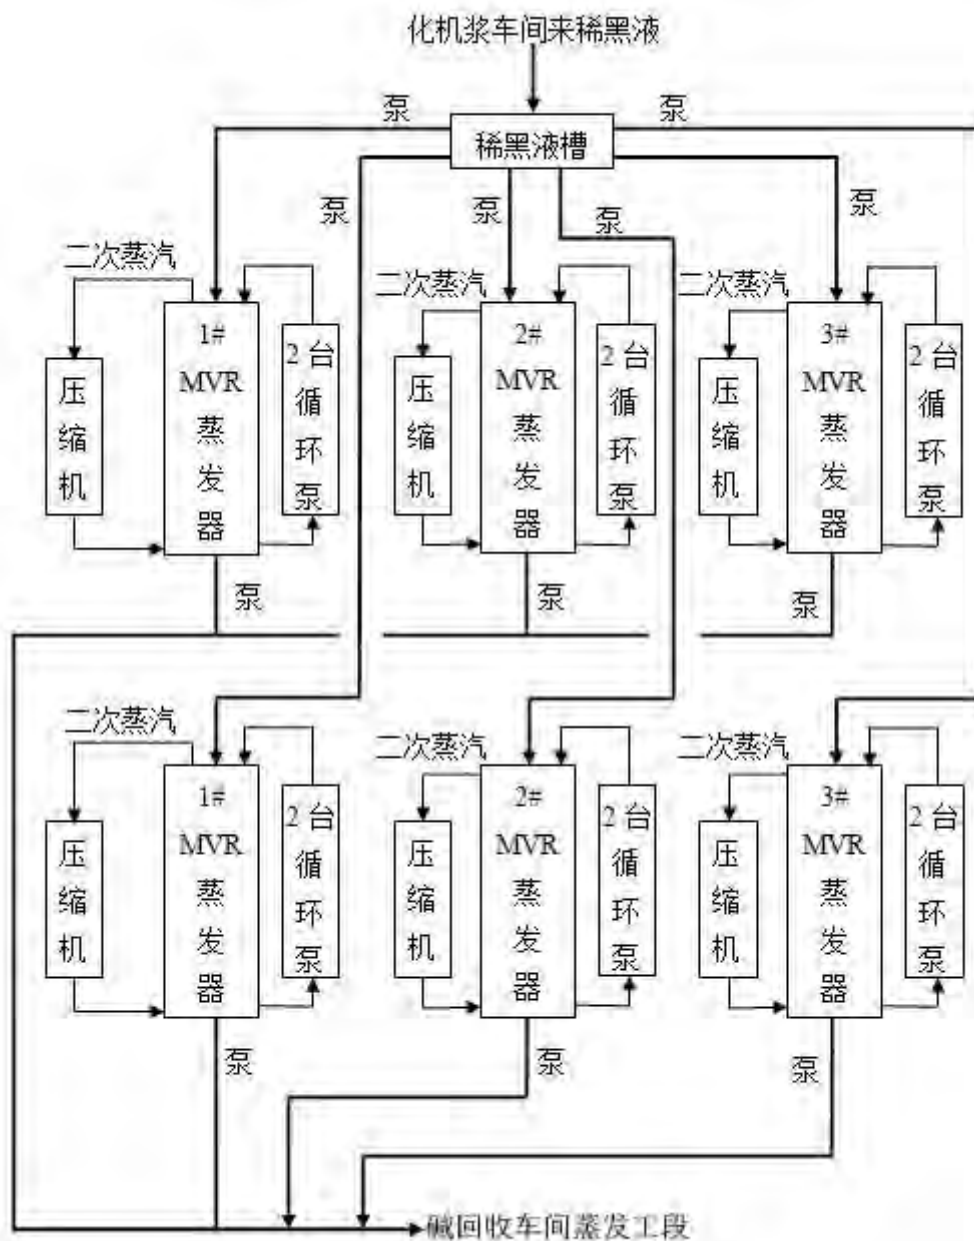 化机浆车间来稀黑液
泵
泵
稀黑液槽
泵
泵
泵
泵
二次蒸汽
二次蒸汽
二次蒸汽
压缩机
1#
MVR
蒸发器
2台循环泵
压缩机
2#
MVR
蒸发器
2台循环泵
压缩机
3#
MVR
蒸发器
2台循环泵
泵
泵
泵
二次蒸汽
二次蒸汽
二次蒸汽
压缩机
1#
MVR
蒸发器
2台循环泵
压缩机
2#
MVR
蒸发器
2台循环泵
压缩机
3#
MVR
蒸发器
2台循环泵
泵
泵
泵
碱回收车间蒸发工段